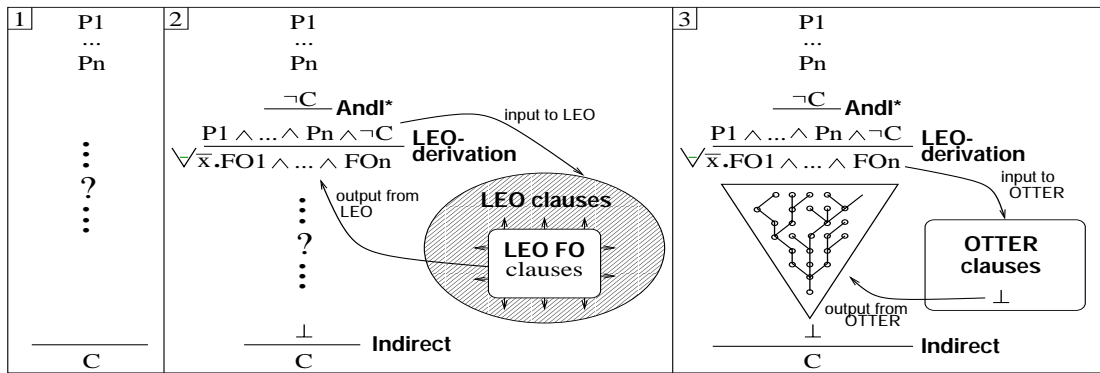 1
P1
...
Pn
?
C
2
P1
...
Pn
¬C
AndI*
input to LEO
P1 ∧ ... ∧ Pn ∧ ¬C
LEO-
derivation
∀x̅.FO1 ∧ ... ∧ FOn
output from
LEO
LEO clauses
?
LEO FO
clauses
⊥
Indirect
C
3
P1
...
Pn
¬C
AndI*
P1 ∧ ... ∧ Pn ∧ ¬C
LEO-
derivation
∀x̅.FO1 ∧ ... ∧ FOn
input to
OTTER
OTTER
clauses
⊥
output from
OTTER
⊥
Indirect
C